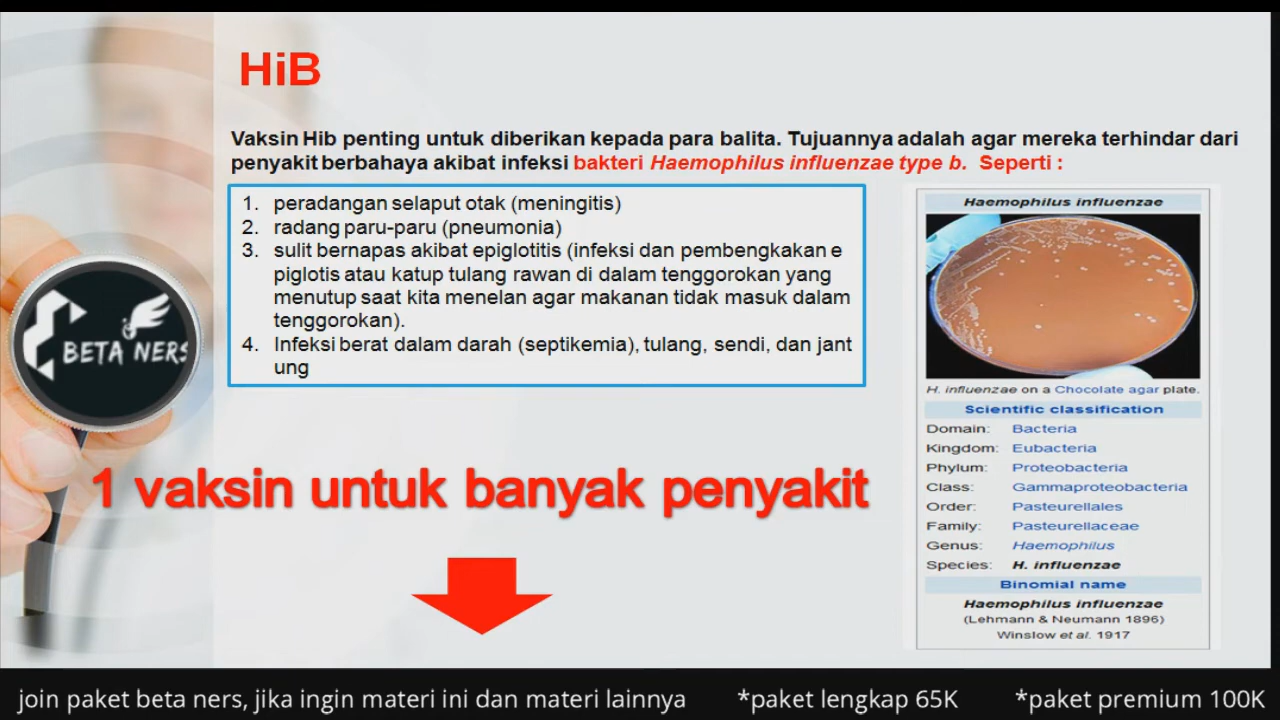 HiB
Vaksin Hib penting untuk diberikan kepada para balita. Tujuannya adalah agar mereka terhindar dari
penyakit berbahaya akibat infeksi bakteri Haemophilus influenzae type b. Seperti :
1. peradangan selaput otak (meningitis)
2. radang paru-paru (pneumonia)
3. sulit bernapas akibat epiglotitis (infeksi dan pembengkakan e
piglotis atau katup tulang rawan di dalam tenggorokan yang
menutup saat kita menelan agar makanan tidak masuk dalam
tenggorokan).
4. Infeksi berat dalam darah (septikemia), tulang, sendi, dan jant
ung
Haemophilus influenzae
H. influenzae on a Chocolate agar plate.
Scientific classification
Domain: Bacteria
Kingdom: Eubacteria
Phylum: Proteobacteria
Class: Gammaproteobacteria
Order: Pasteurellales
Family: Pasteurellaceae
Genus: Haemophilus
Species: H. influenzae
Binomial name
Haemophilus influenzae
(Lehmann & Neumann 1896)
Winslow et al. 1917
BETA NERS
1 vaksin untuk banyak penyakit
join paket beta ners, jika ingin materi ini dan materi lainnya *paket lengkap 65K *paket premium 100K